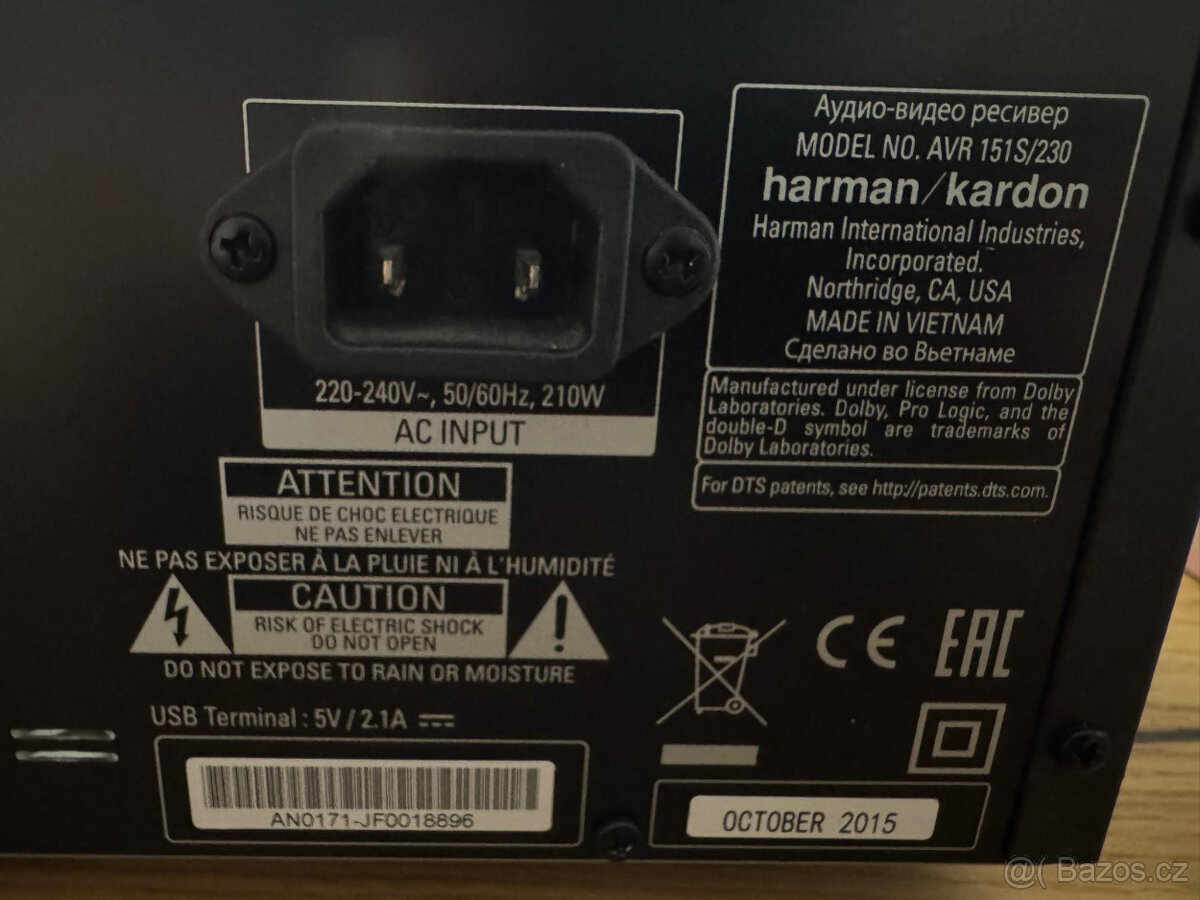 Аудио-видео ресивер
MODEL NO. AVR 151S/230
harman/kardon
Harman International Industries,
Incorporated.
Northridge, CA, USA
MADE IN VIETNAM
Сделано во Вьетнаме
220-240V~, 50/60Hz, 210W
AC INPUT
Manufactured under license from Dolby
Laboratories. Dolby, Pro Logic, and the
double-D symbol are trademarks of
Dolby Laboratories.
For DTS patents, see http://patents.dts.com.
ATTENTION
RISQUE DE CHOC ELECTRIQUE
NE PAS ENLEVER
NE PAS EXPOSER À LA PLUIE NI À L'HUMIDITÉ
CAUTION
RISK OF ELECTRIC SHOCK
DO NOT OPEN
DO NOT EXPOSE TO RAIN OR MOISTURE
CE EAC
USB Terminal : 5V / 2.1A
AN0171-JF0018896
OCTOBER 2015
@( Bazos.cz